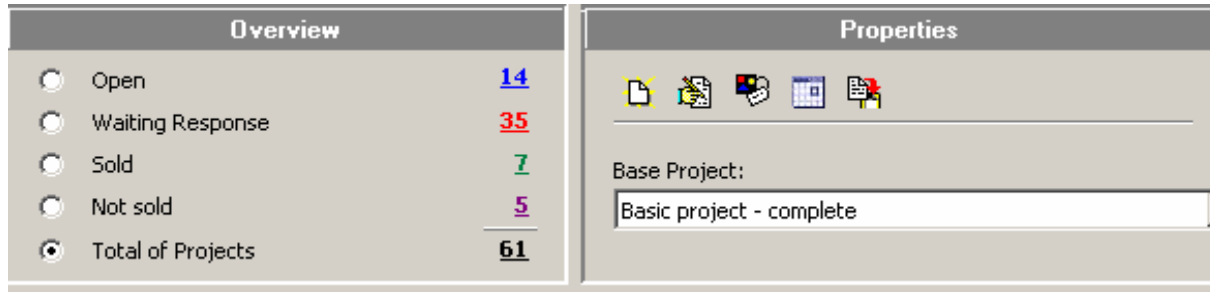 Overview
Open 14
Waiting Response 35
Sold 7
Not sold 5
Total of Projects 61
Properties
Base Project:
Basic project - complete